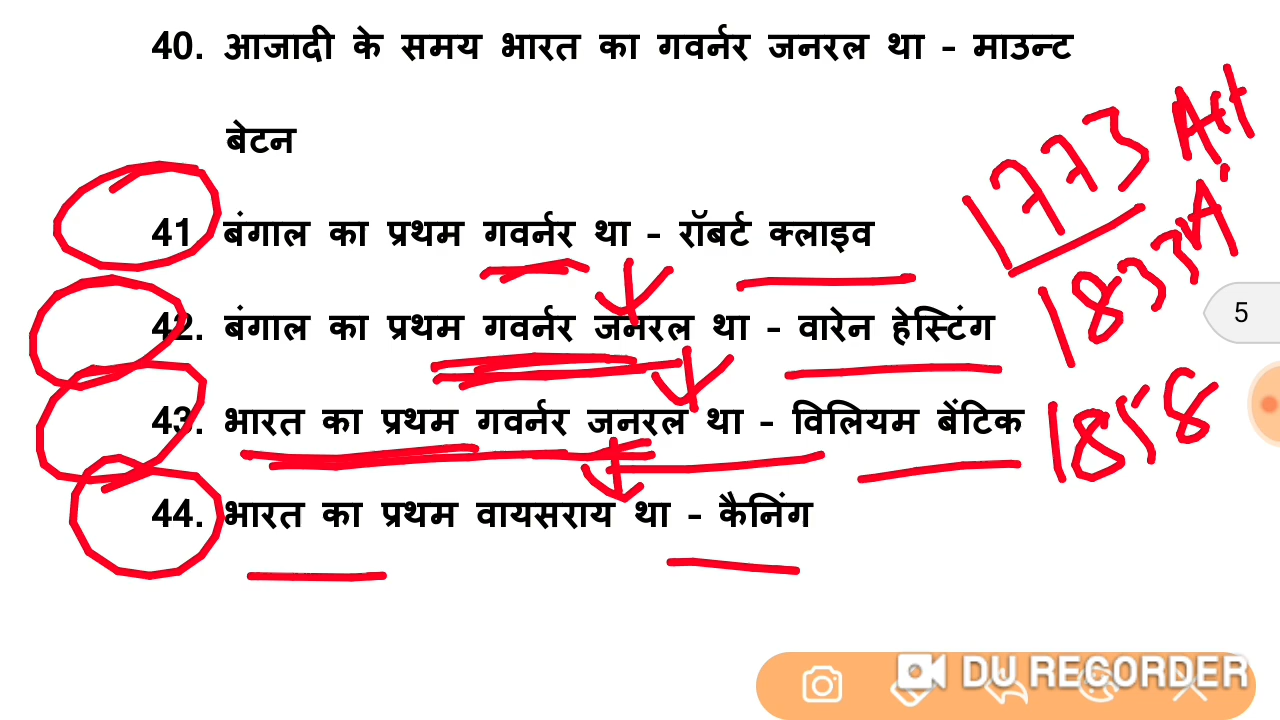 40. आजादी के समय भारत का गवर्नर जनरल था - माउन्ट
बेटन
41 बंगाल का प्रथम गवर्नर था - रॉबर्ट क्लाइव
42. बंगाल का प्रथम गवर्नर जनरल था - वारेन हेस्टिंग
43. भारत का प्रथम गवर्नर जनरल था - विलियम बेंटिक
44. भारत का प्रथम वायसराय था - कैनिंग
1773 Act
1833 A
1858
5
DU RECORDER